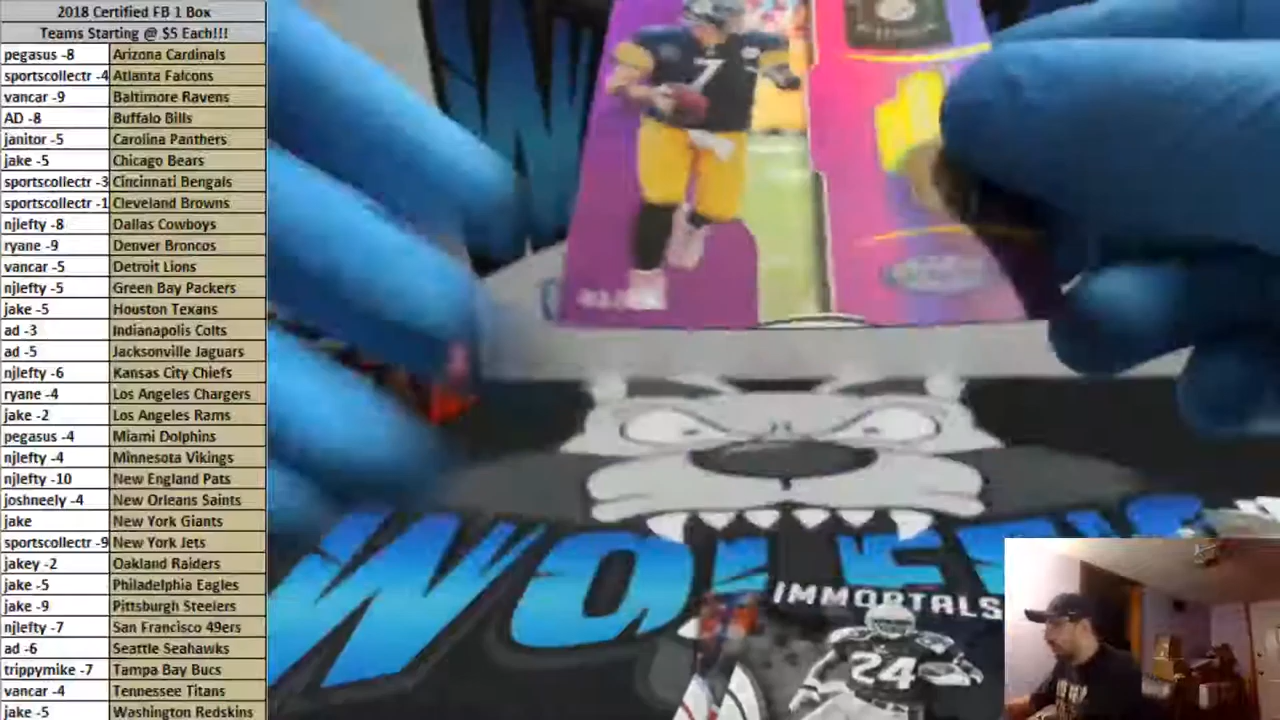 2018 Certified FB 1 Box
Teams Starting @ $5 Each!!!
pegasus -8 Arizona Cardinals
sportscollectr -4 Atlanta Falcons
vancar -9 Baltimore Ravens
AD -8 Buffalo Bills
janitor -5 Carolina Panthers
jake -5 Chicago Bears
sportscollectr -3 Cincinnati Bengals
sportscollectr -1 Cleveland Browns
njlefty -8 Dallas Cowboys
ryane -9 Denver Broncos
vancar -5 Detroit Lions
njlefty -5 Green Bay Packers
jake -5 Houston Texans
ad -3 Indianapolis Colts
ad -5 Jacksonville Jaguars
njlefty -6 Kansas City Chiefs
ryane -4 Los Angeles Chargers
jake -2 Los Angeles Rams
pegasus -4 Miami Dolphins
njlefty -4 Minnesota Vikings
njlefty -10 New England Pats
joshneely -4 New Orleans Saints
jake New York Giants
sportscollectr -9 New York Jets
jakey -2 Oakland Raiders
jake -5 Philadelphia Eagles
jake -9 Pittsburgh Steelers
njlefty -7 San Francisco 49ers
ad -6 Seattle Seahawks
trippymike -7 Tampa Bay Bucs
vancar -4 Tennessee Titans
jake -5 Washington Redskins
7
IMMORTALS
24